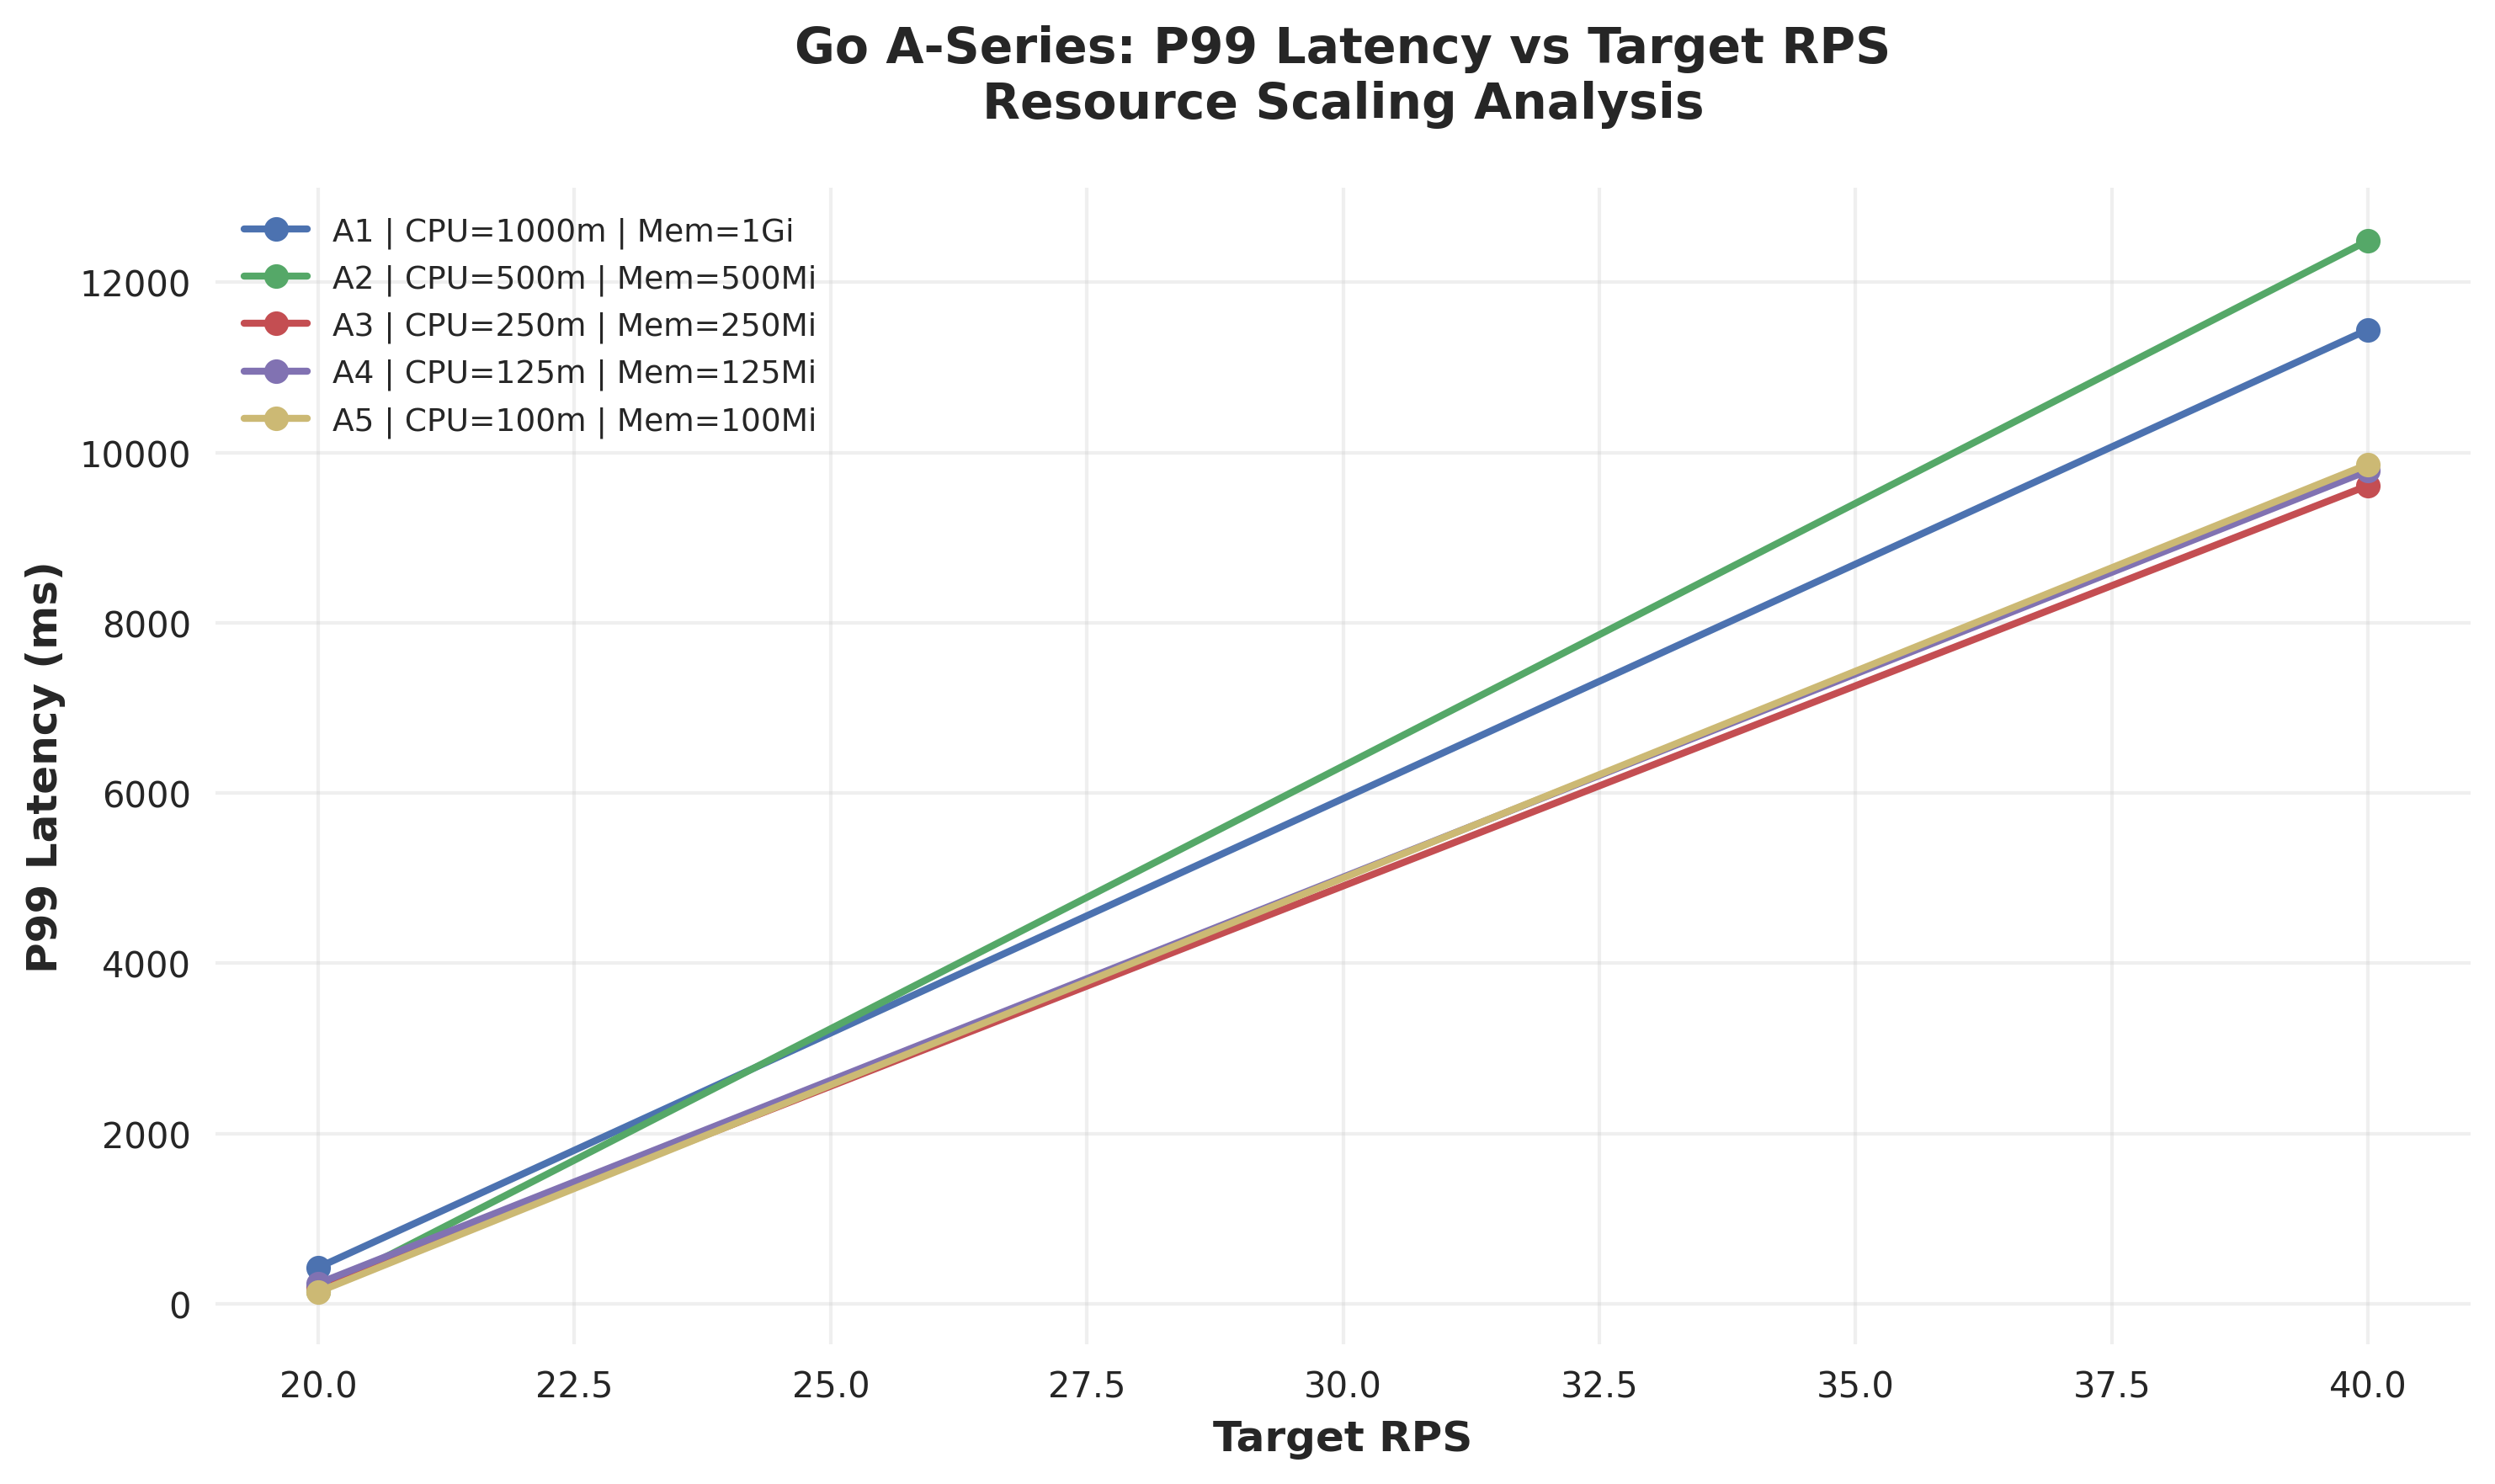 Go A-Series: P99 Latency vs Target RPS
Resource Scaling Analysis
A1 | CPU=1000m | Mem=1Gi
A2 | CPU=500m | Mem=500Mi
A3 | CPU=250m | Mem=250Mi
A4 | CPU=125m | Mem=125Mi
A5 | CPU=100m | Mem=100Mi
P99 Latency (ms)
12000
10000
8000
6000
4000
2000
0
20.0 22.5 25.0 27.5 30.0 32.5 35.0 37.5 40.0
Target RPS